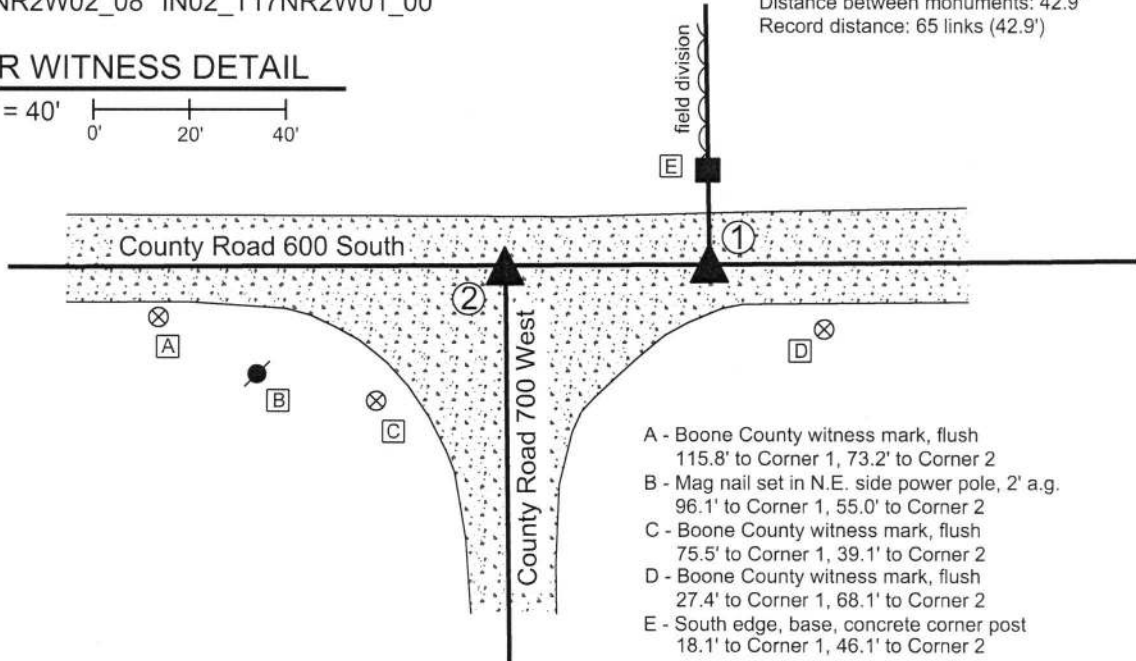 NR2W02_08 IN02_T17NR2W01_00
Distance between monuments: 42.9'
Record distance: 65 links (42.9')
R WITNESS DETAIL
= 40'
0' 20' 40'
field division
E
County Road 600 South
1
2
A
B
C
D
County Road 700 West
A - Boone County witness mark, flush
115.8' to Corner 1, 73.2' to Corner 2
B - Mag nail set in N.E. side power pole, 2' a.g.
96.1' to Corner 1, 55.0' to Corner 2
C - Boone County witness mark, flush
75.5' to Corner 1, 39.1' to Corner 2
D - Boone County witness mark, flush
27.4' to Corner 1, 68.1' to Corner 2
E - South edge, base, concrete corner post
18.1' to Corner 1, 46.1' to Corner 2